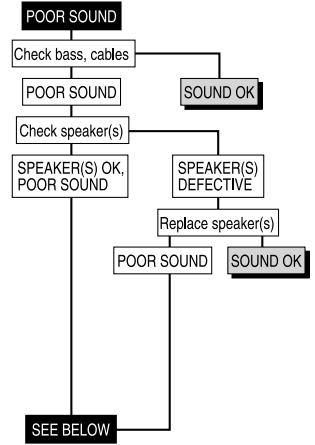 POOR SOUND
Check bass, cables
POOR SOUND
SOUND OK
Check speaker(s)
SPEAKER(S) OK,
POOR SOUND
SPEAKER(S)
DEFECTIVE
Replace speaker(s)
POOR SOUND
SOUND OK
SEE BELOW